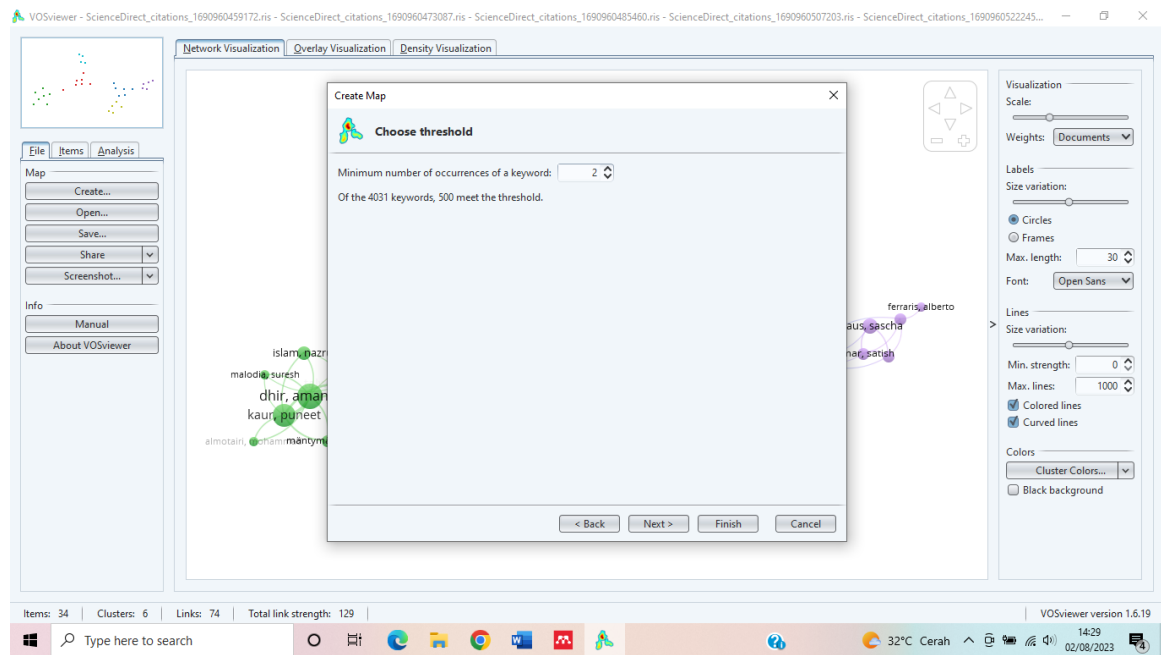 VOSviewer - ScienceDirect_citations_1690960459172.ris - ScienceDirect_citations_1690960473087.ris - ScienceDirect_citations_1690960485460.ris - ScienceDirect_citations_1690960507203.ris - ScienceDirect_citations_1690960522245...
Network Visualization Overlay Visualization Density Visualization
File Items Analysis
Map
Create...
Open...
Save...
Share
Screenshot...
Info
Manual
About VOSviewer
Create Map
Choose threshold
Minimum number of occurrences of a keyword: 2
Of the 4031 keywords, 500 meet the threshold.
< Back Next > Finish Cancel
islam, nazr
malodia, suresh
dhir, aman
kaur, puneet
almotairi, mohamm
mäntym
ferraris, alberto
aus, sascha
nar, satish
>
Visualization
Scale:
Weights: Documents
Labels
Size variation:
Circles
Frames
Max. length: 30
Font: Open Sans
Lines
Size variation:
Min. strength: 0
Max. lines: 1000
Colored lines
Curved lines
Colors
Cluster Colors...
Black background
Items: 34 Clusters: 6 Links: 74 Total link strength: 129
VOSviewer version 1.6.19
Type here to search
32°C Cerah
14:29
02/08/2023
4